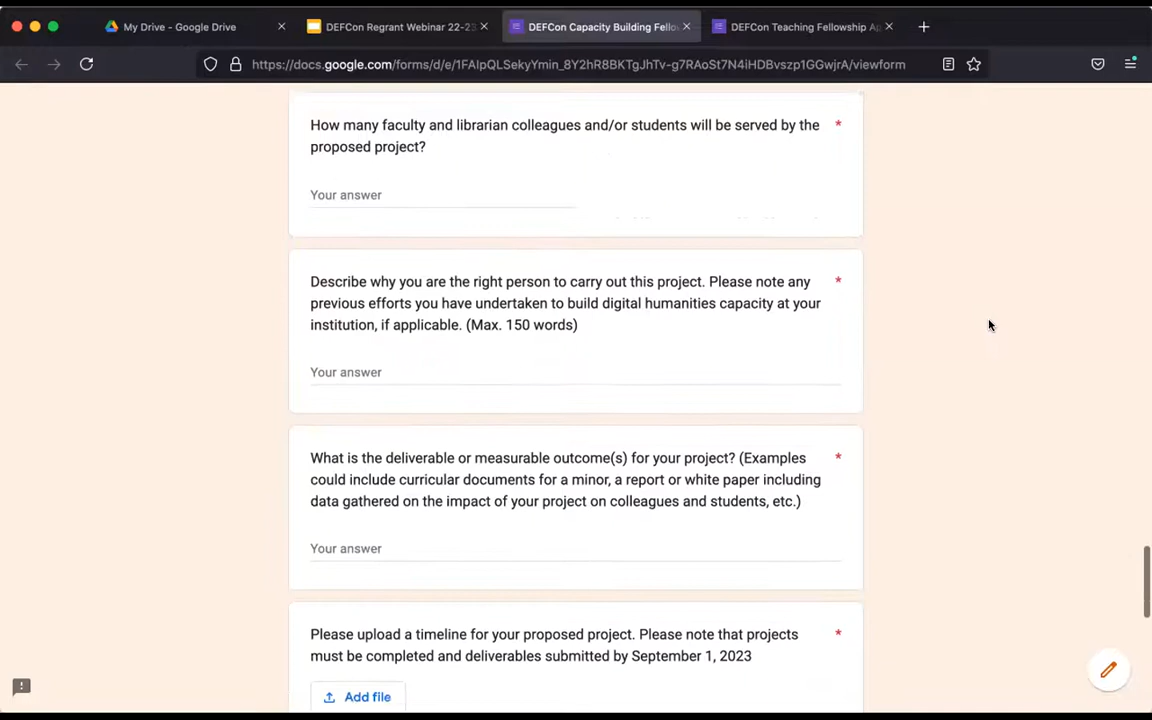 My Drive - Google Drive
DEFCon Regrant Webinar 22-23
DEFCon Capacity Building Fello
DEFCon Teaching Fellowship Ap
https://docs.google.com/forms/d/e/1FAIpQLSekyYmin_8Y2hR8BKTgJhTv-g7RAoSt7N4iHDBvszp1GGwjrA/viewform
How many faculty and librarian colleagues and/or students will be served by the *
proposed project?
Your answer
Describe why you are the right person to carry out this project. Please note any *
previous efforts you have undertaken to build digital humanities capacity at your
institution, if applicable. (Max. 150 words)
Your answer
What is the deliverable or measurable outcome(s) for your project? (Examples *
could include curricular documents for a minor, a report or white paper including
data gathered on the impact of your project on colleagues and students, etc.)
Your answer
Please upload a timeline for your proposed project. Please note that projects *
must be completed and deliverables submitted by September 1, 2023
Add file